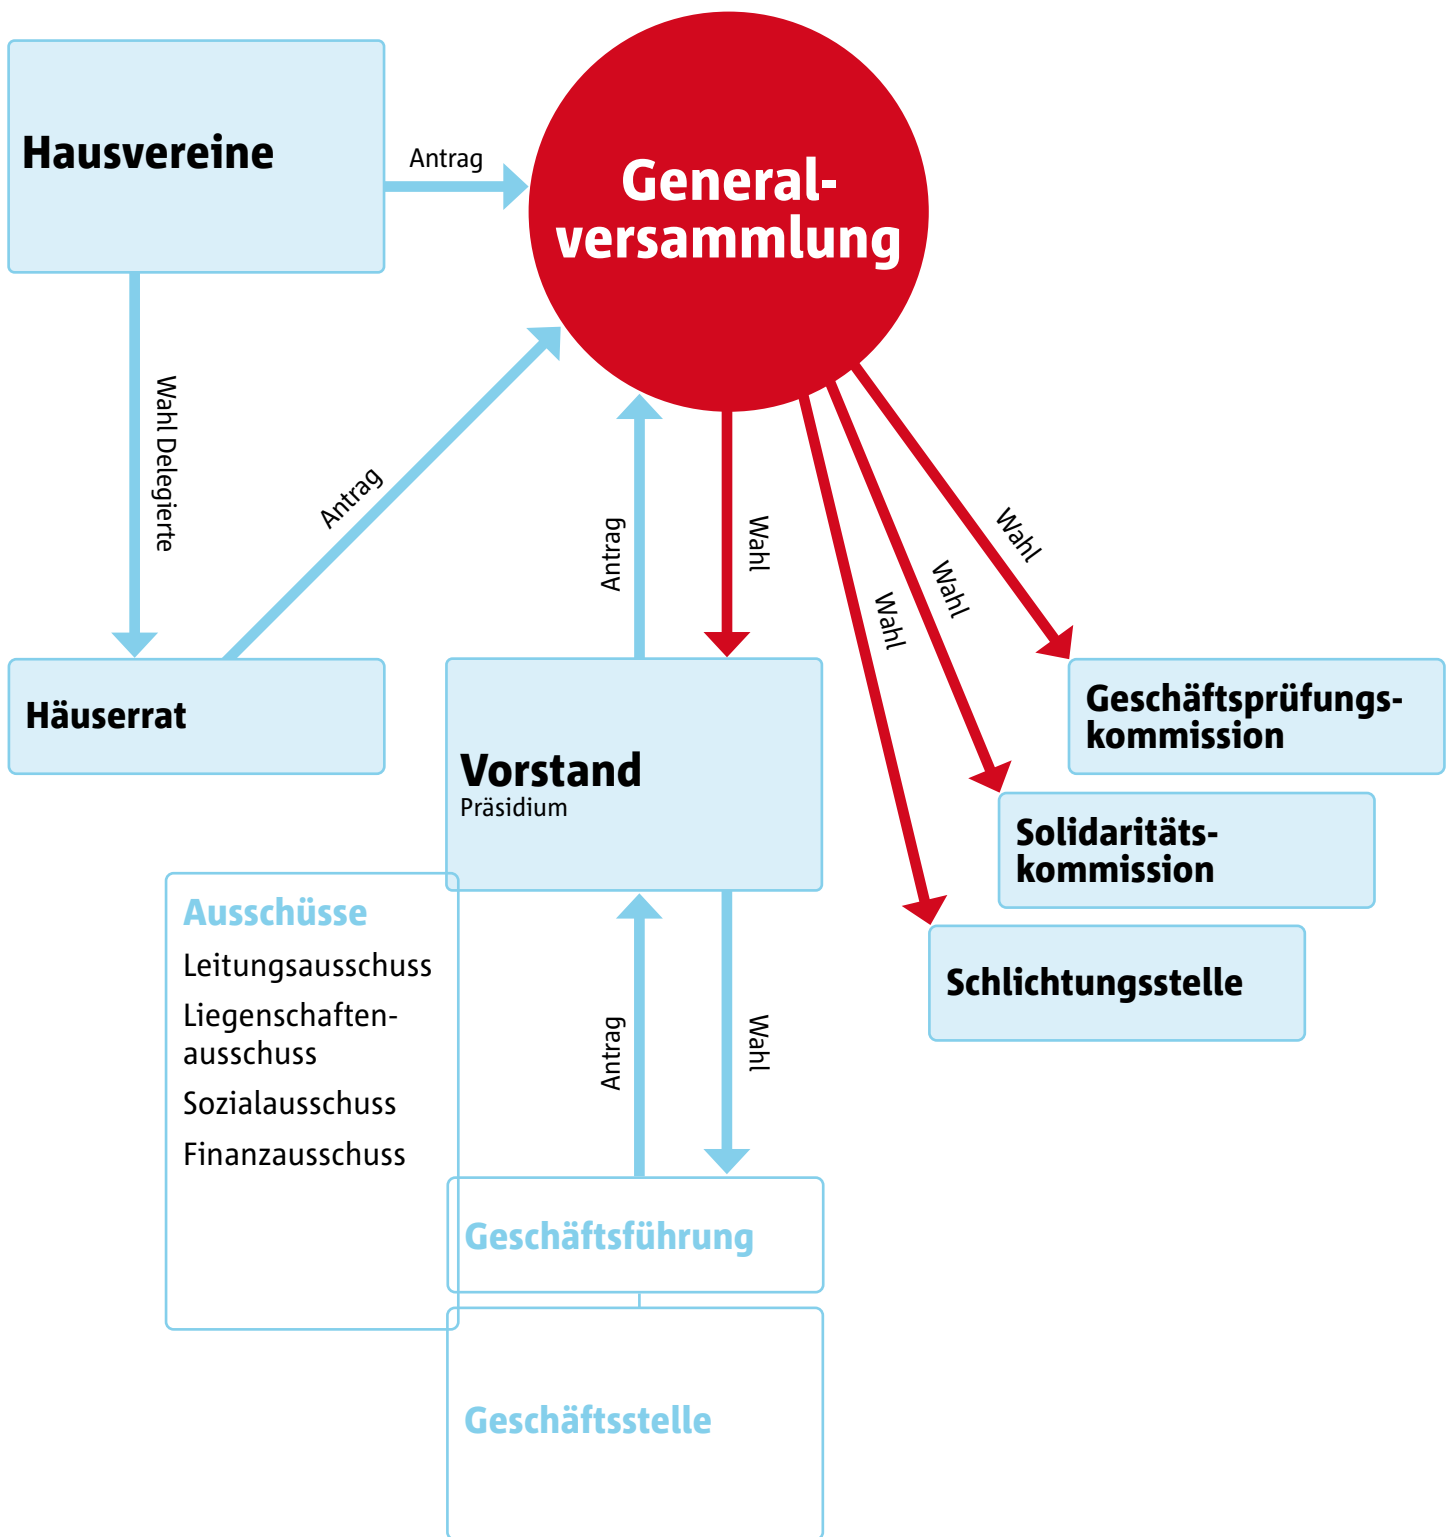 Hausvereine
Antrag
General-
versammlung
Wahl Delegierte
Antrag
Antrag
Wahl
Wahl
Wahl
Wahl
Häuserrat
Vorstand
Präsidium
Geschäftsprüfungs-
kommission
Solidaritäts-
kommission
Schlichtungsstelle
Ausschüsse
Leitungsausschuss
Liegenschaften-
ausschuss
Sozialausschuss
Finanzausschuss
Antrag
Wahl
Geschäftsführung
Geschäftsstelle